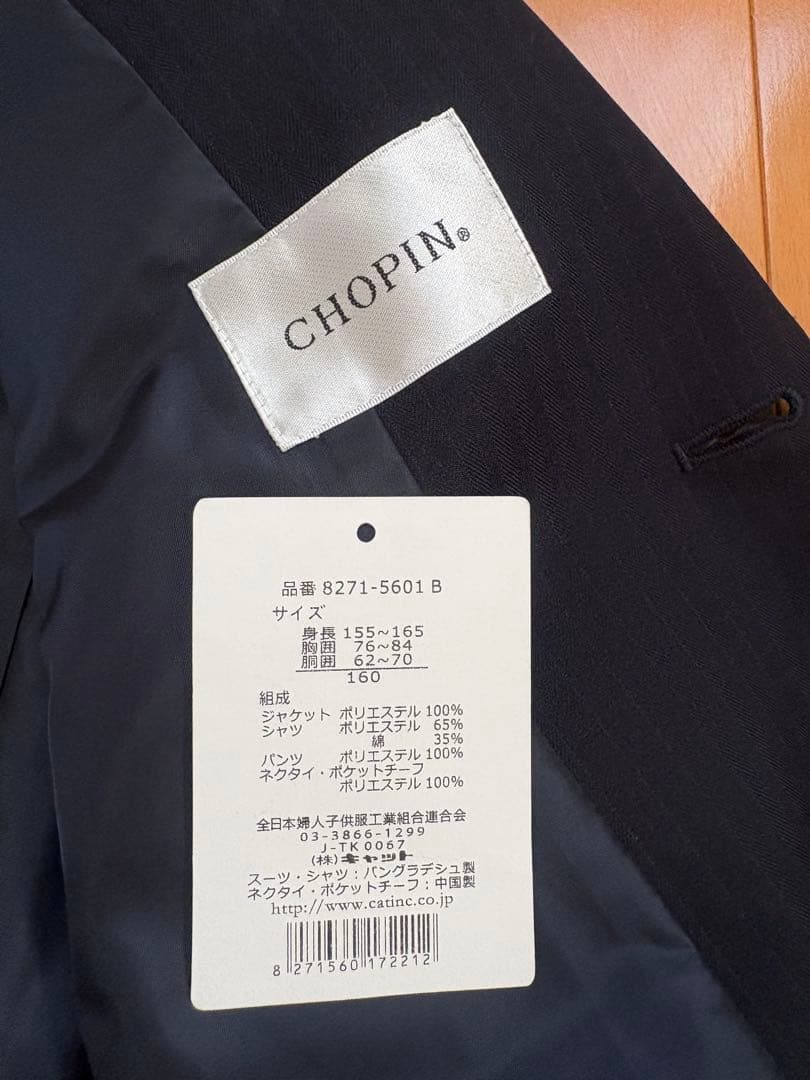 CHOPIN®
品番 8271-5601 B
サイズ
身長 155~165
胸囲 76~84
胴囲 62~70
160
組成
ジャケット ポリエステル 100%
シャツ ポリエステル 65%
綿 35%
パンツ ポリエステル 100%
ネクタイ・ポケットチーフ
ポリエステル 100%
全日本婦人子供服工業組合連合会
03-3866-1299
J-TK0067
(株)キャット
スーツ・シャツ:バングラデシュ製
ネクタイ・ポケットチーフ:中国製
http://www.catinc.co.jp
8 271560 172212